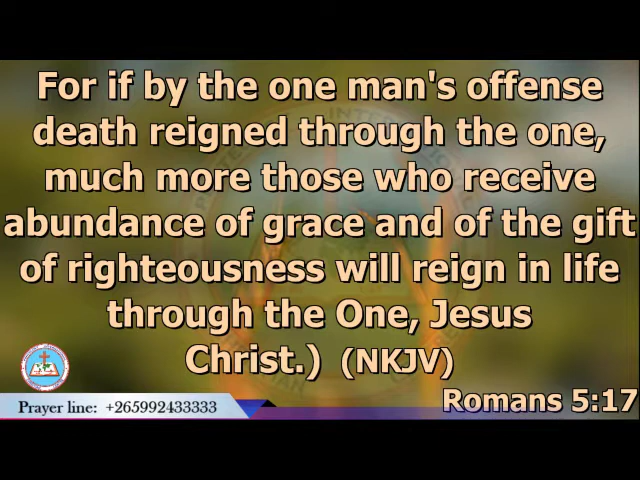 For if by the one man's offense
death reigned through the one,
much more those who receive
abundance of grace and of the gift
of righteousness will reign in life
through the One, Jesus
Christ.) (NKJV)
Romans 5:17
Prayer line: +265992433333